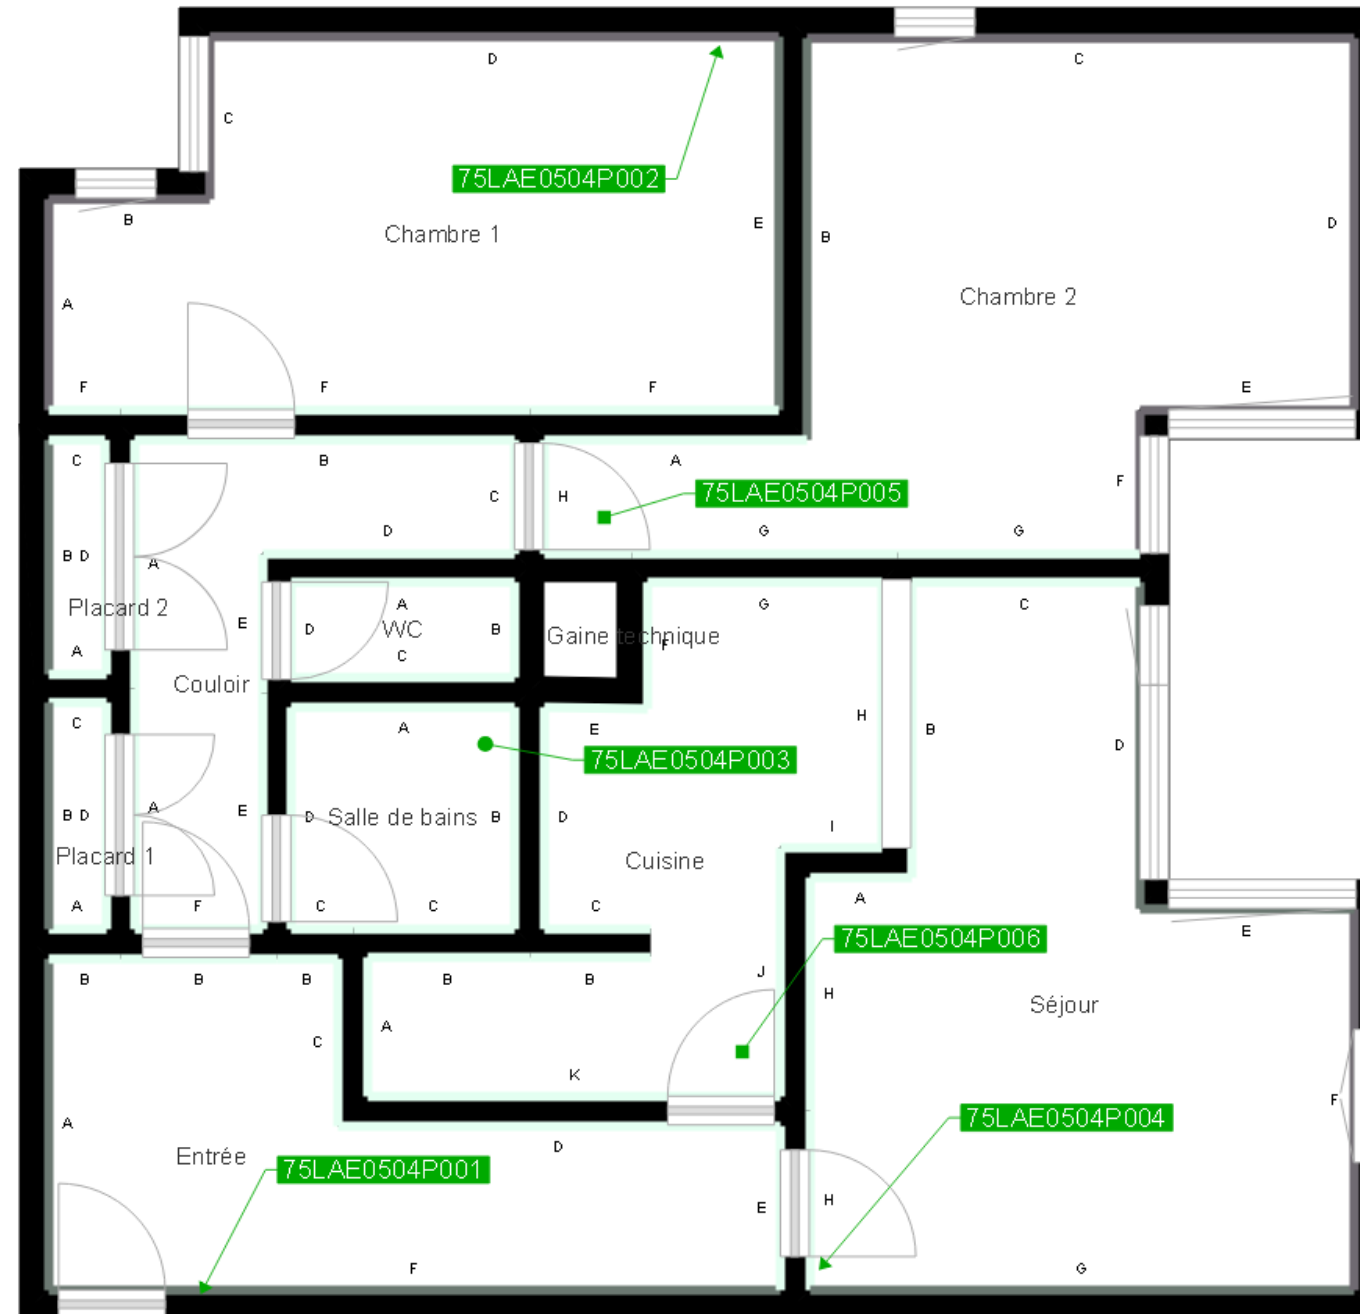 D
C
C
75LAE0504P002
B
Chambre 1
E
B
D
Chambre 2
A
F
F
F
E
C
B
A
C
H
75LAE0504P005
F
D
G
G
B D
A
Placard 2
A
WC
G
C
E
D
B
Gaine technique
F
A
C
Couloir
C
A
E
H
B
D
75LAE0504P003
B D
A
E
D
Salle de bains
B
D
I
Placard 1
Cuisine
A
F
C
C
C
A
75LAE0504P006
E
B
B
B
B
B
J
H
Séjour
C
A
K
A
F
75LAE0504P004
D
Entrée
75LAE0504P001
E
H
F
G